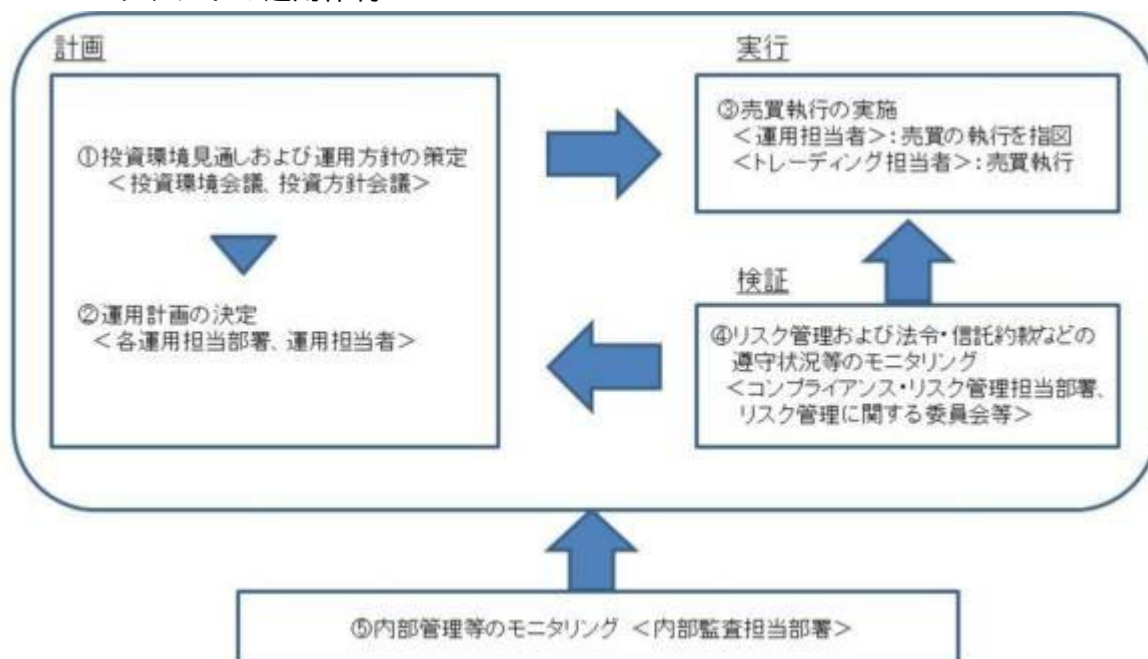 計画
①投資環境見通しおよび運用方針の策定
＜投資環境会議、投資方針会議＞
②運用計画の決定
＜各運用担当部署、運用担当者＞
実行
③売買執行の実施
＜運用担当者＞：売買の執行を指図
＜トレーディング担当者＞：売買執行
検証
④リスク管理および法令・信託約款などの
遵守状況等のモニタリング
＜コンプライアンス・リスク管理担当部署、
リスク管理に関する委員会等＞
⑤内部管理等のモニタリング ＜内部監査担当部署＞